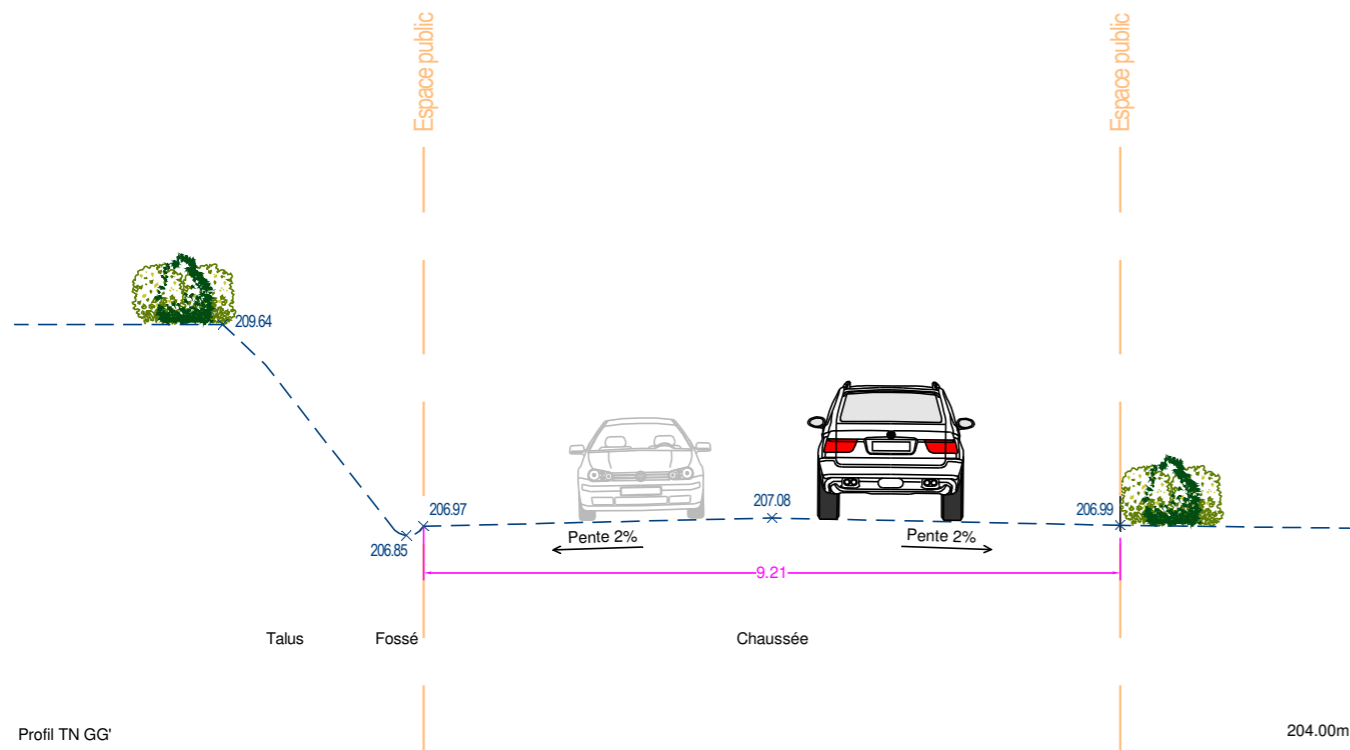 Espace public
Espace public
209.64
206.97
207.08
206.99
206.85
Pente 2%
Pente 2%
9.21
Talus
Fossé
Chaussée
Profil TN GG'
204.00m